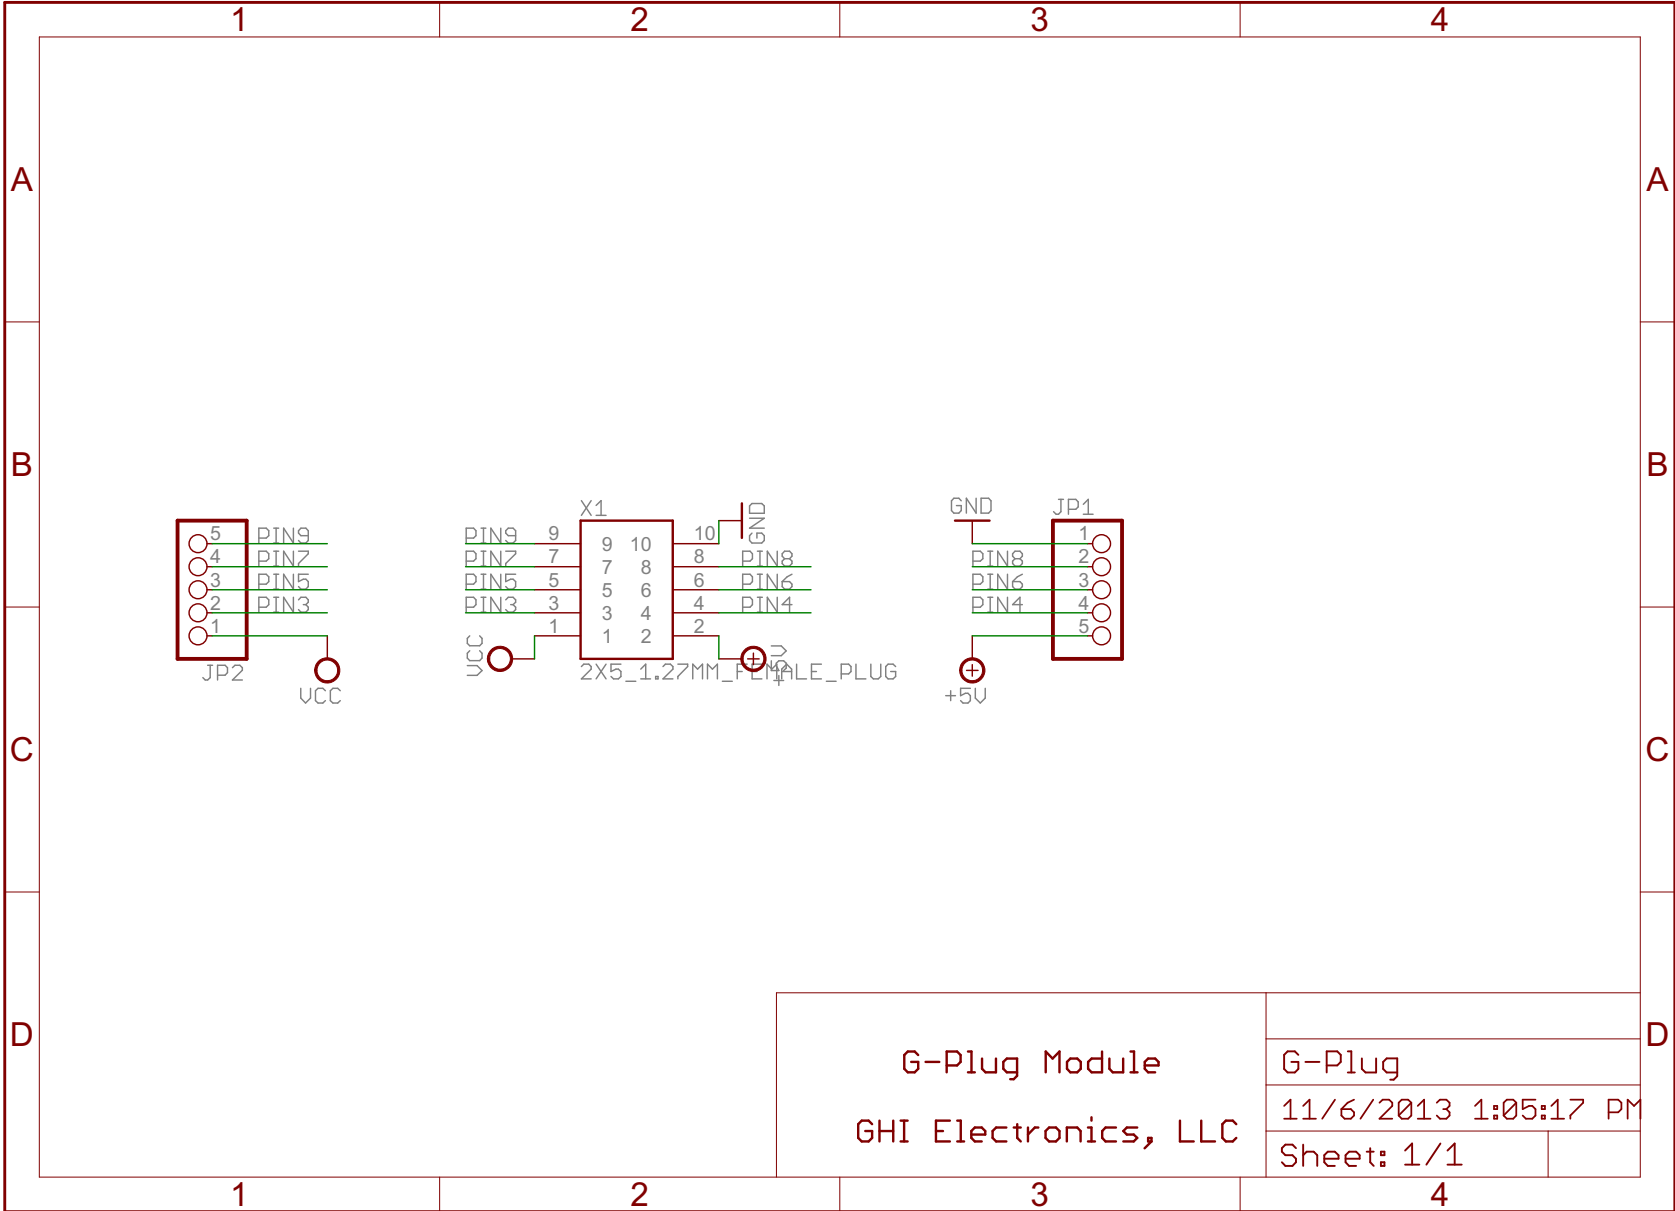 1 2 3 4
A A
B B
X1
GND
GND JP1
5 PIN9
4 PIN7
3 PIN5
2 PIN3
1
JP2
VCC
PIN9 9 9 10 10
PIN7 7 7 8 8 PIN8
PIN5 5 5 6 6 PIN6
PIN3 3 3 4 4 PIN4
1 1 2 2
VCC
+5V
2X5_1.27MM_FEMALE_PLUG
1
PIN8 2
PIN6 3
PIN4 4
5
+5V
C C
D D
G-Plug Module
GHI Electronics, LLC
G-Plug
11/6/2013 1:05:17 PM
Sheet: 1/1
1 2 3 4